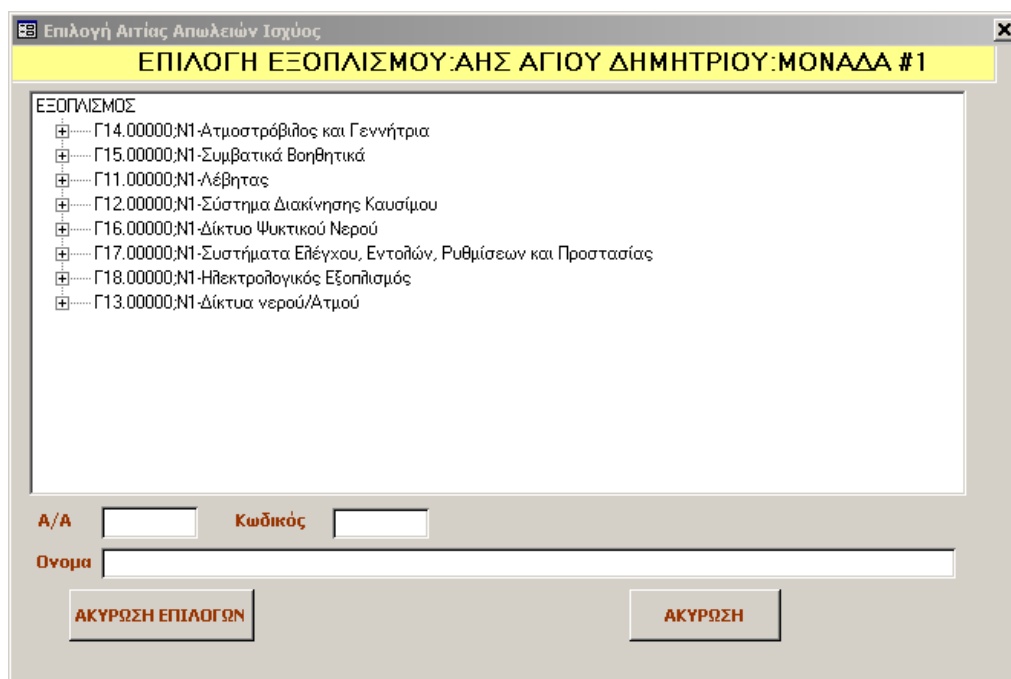 Επιλογή Αιτίας Απωλειών Ισχύος
ΕΠΙΛΟΓΗ ΕΞΟΠΛΙΣΜΟΥ:ΑΗΣ ΑΓΙΟΥ ΔΗΜΗΤΡΙΟΥ:ΜΟΝΑΔΑ #1
ΕΞΟΠΛΙΣΜΟΣ
Γ14.00000;Ν1-Ατμοστρόβιλος και Γεννήτρια
Γ15.00000;Ν1-Συμβατικά Βοηθητικά
Γ11.00000;Ν1-Λέβητας
Γ12.00000;Ν1-Σύστημα Διακίνησης Καυσίμου
Γ16.00000;Ν1-Δίκτυο Ψυκτικού Νερού
Γ17.00000;Ν1-Συστήματα Ελέγχου, Εντολών, Ρυθμίσεων και Προστασίας
Γ18.00000;Ν1-Ηλεκτρολογικός Εξοπλισμός
Γ13.00000;Ν1-Δίκτυα νερού/Ατμού
Α/Α Κωδικός
Ονομα
ΑΚΥΡΩΣΗ ΕΠΙΛΟΓΩΝ ΑΚΥΡΩΣΗ